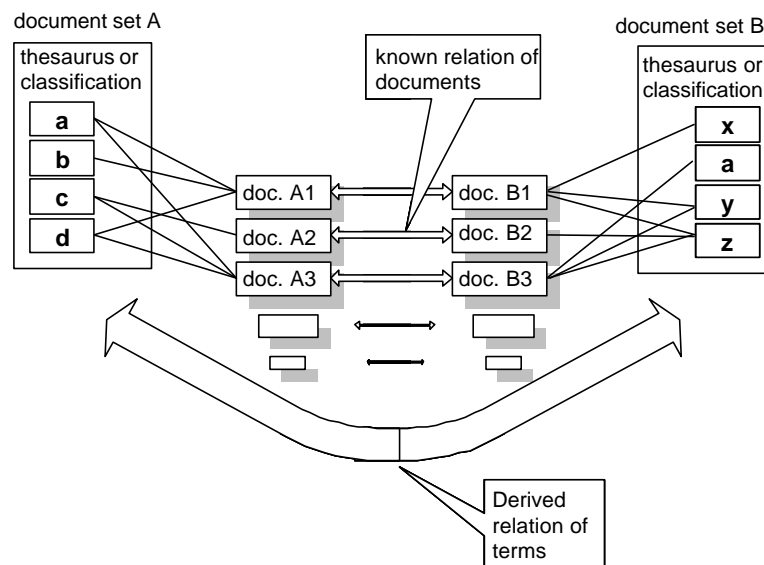 document set A
thesaurus or
classification
a
b
c
d
known relation of
documents
document set B
thesaurus or
classification
x
a
y
z
doc. A1
doc. B1
doc. A2
doc. B2
doc. A3
doc. B3
Derived
relation of
terms